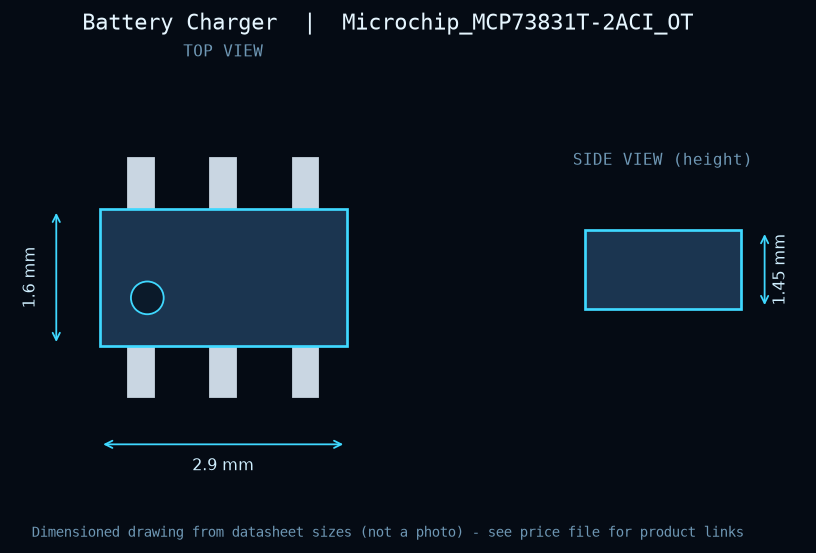 Battery Charger | Microchip_MCP73831T-2ACI_OT
TOP VIEW
SIDE VIEW (height)
1.6 mm
1.45 mm
2.9 mm
Dimensioned drawing from datasheet sizes (not a photo) - see price file for product links